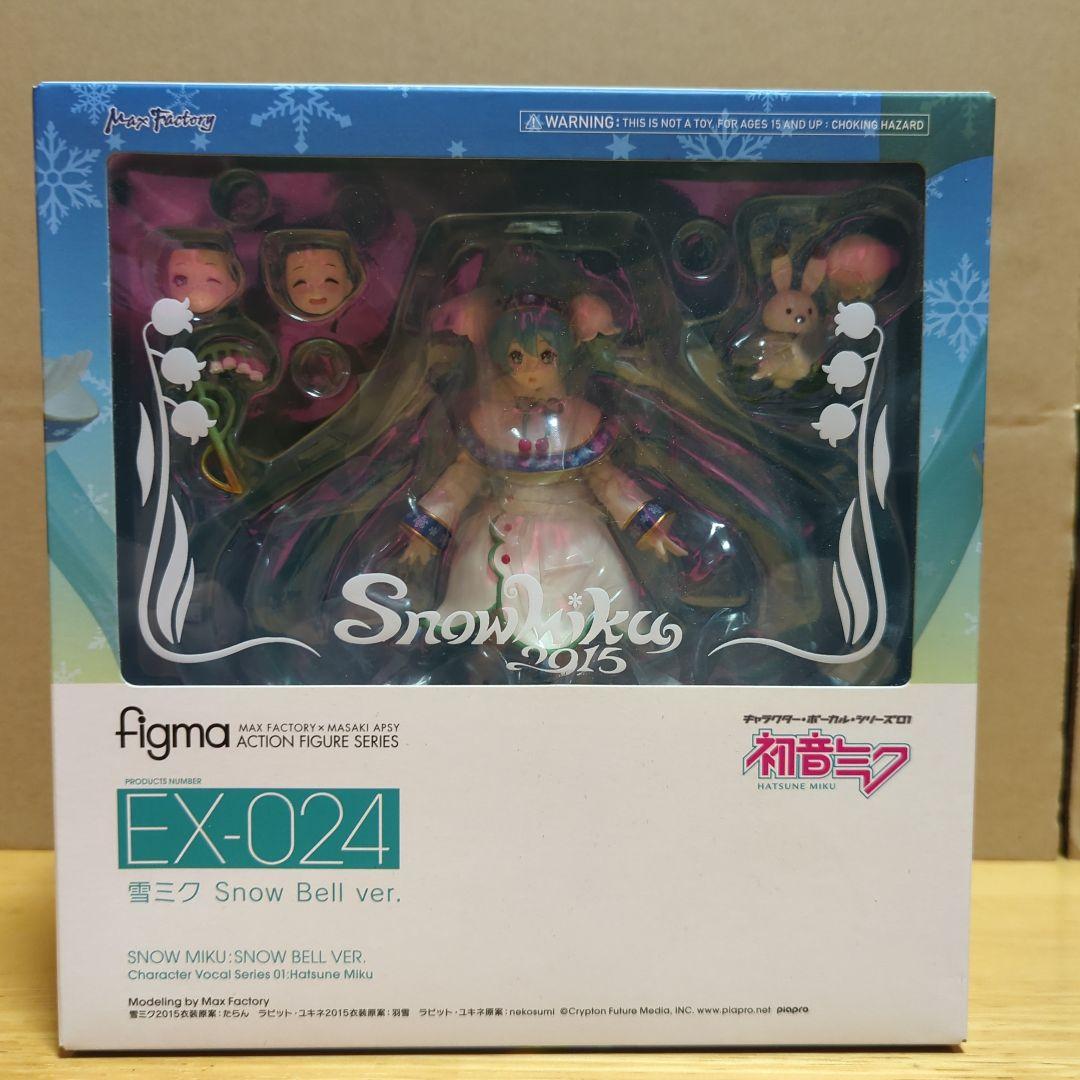 Max Factory
WARNING: THIS IS NOT A TOY. FOR AGES 15 AND UP : CHOKING HAZARD
SnowMiku
2015
figma MAX FACTORY × MASAKI APSY
ACTION FIGURE SERIES
キャラクター・ボーカル・シリーズ01
初音ミク
HATSUNE MIKU
PRODUCTS NUMBER
EX-024
雪ミク Snow Bell ver.
SNOW MIKU:SNOW BELL VER.
Character Vocal Series 01:Hatsune Miku
Modeling by Max Factory
雪ミク2015衣装原案:たらん ラビット・ユキネ2015衣装原案:羽雪 ラビット・ユキネ原案:nekosumi ©Crypton Future Media, INC. www.piapro.net piapro